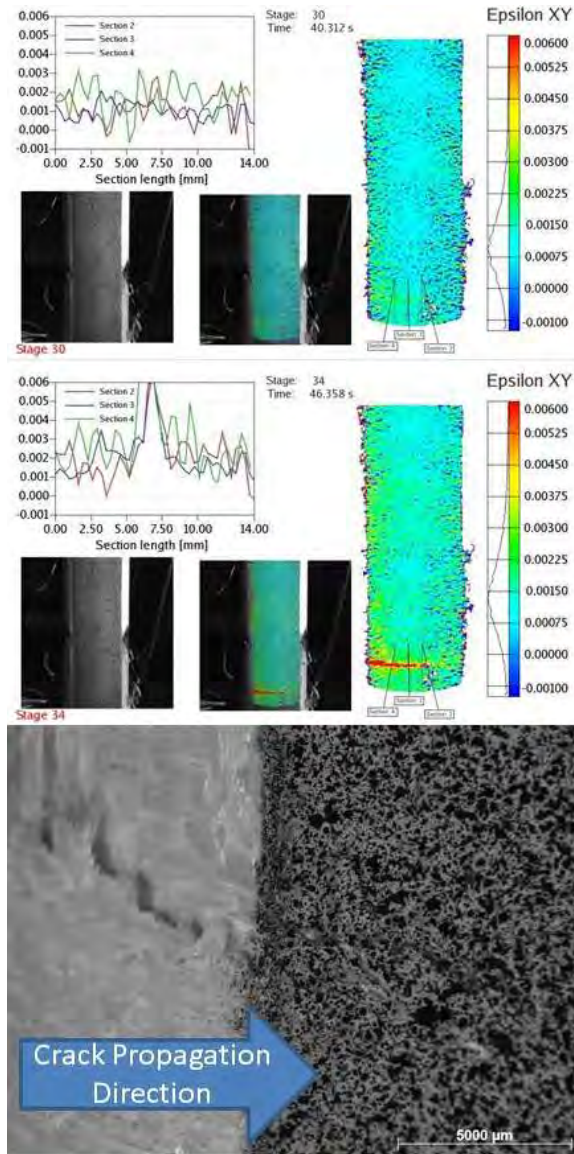 Stage: 30
Time: 40.312 s
Epsilon XY
0.006
0.005
0.004
0.003
0.002
0.001
0.000
-0.001
Section 2
Section 3
Section 4
0.00 2.50 5.00 7.50 10.00 14.00
Section length [mm]
0.00600
0.00525
0.00450
0.00375
0.00300
0.00225
0.00150
0.00075
0.00000
-0.00100
Section 4
Stage 30
Stage: 34
Time: 46.358 s
Epsilon XY
0.006
0.005
0.004
0.003
0.002
0.001
0.000
-0.001
Section 2
Section 3
Section 4
0.00 2.50 5.00 7.50 10.00 14.00
Section length [mm]
0.00600
0.00525
0.00450
0.00375
0.00300
0.00225
0.00150
0.00075
0.00000
-0.00100
Section 4
Stage 34
Crack Propagation
Direction
5000 µm